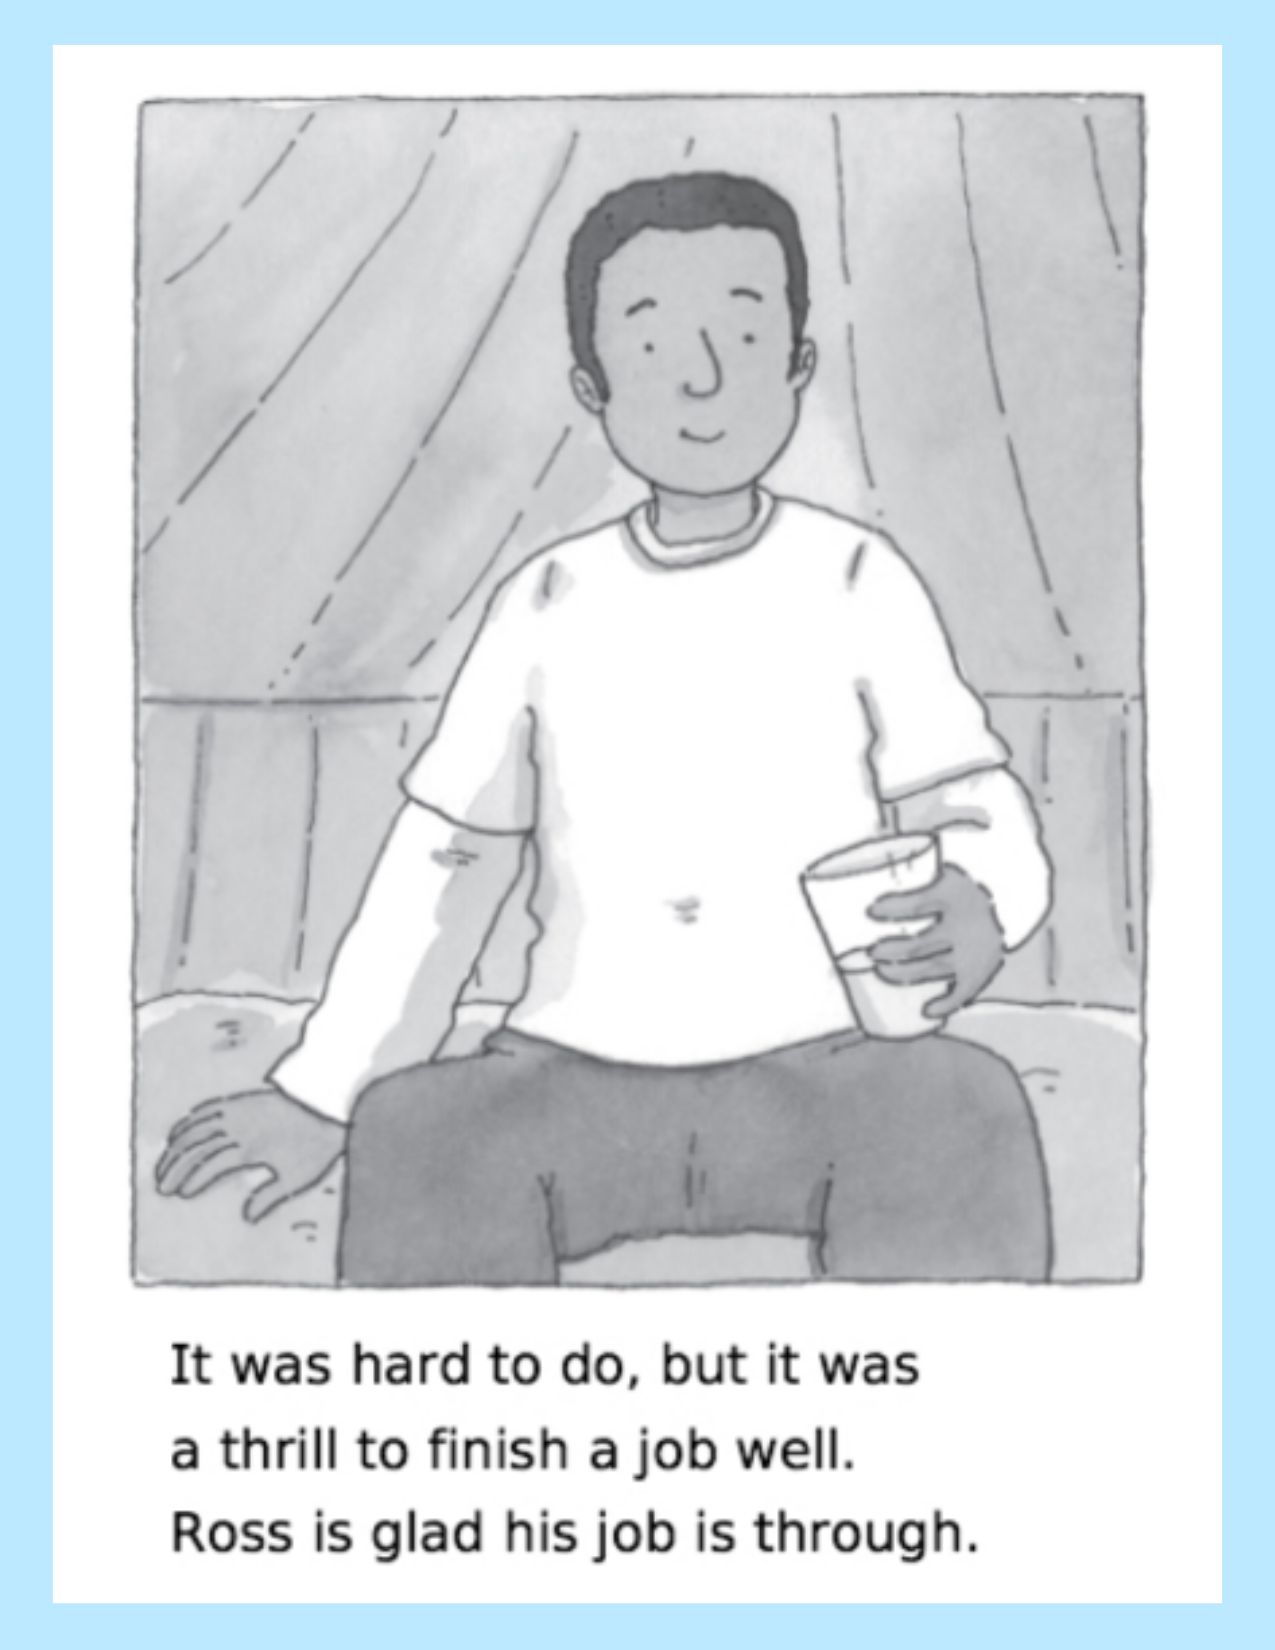 It was hard to do, but it was
a thrill to finish a job well.
Ross is glad his job is through.